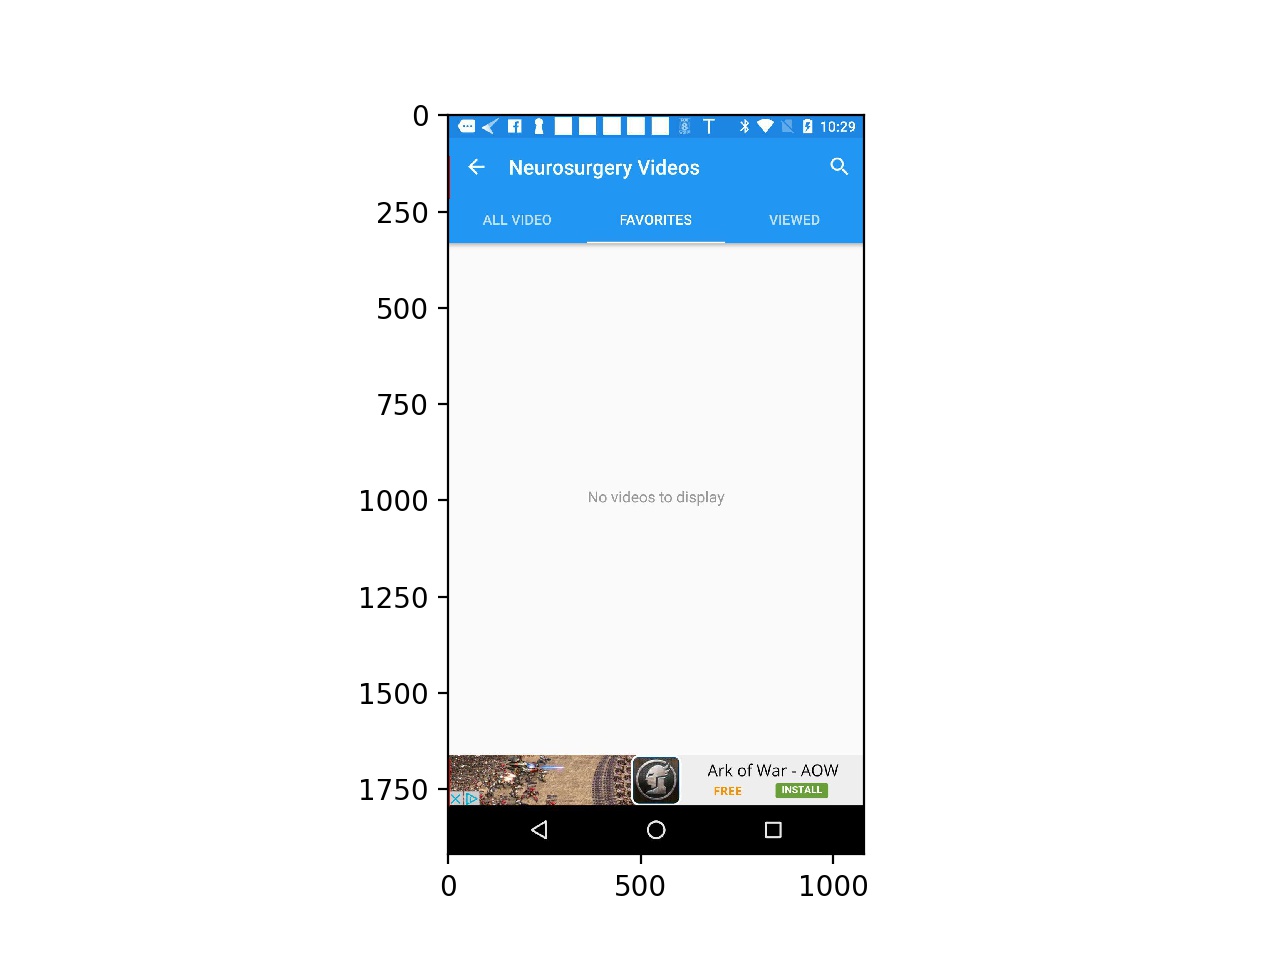 0
10:29
Neurosurgery Videos
250
ALL VIDEO FAVORITES VIEWED
500
750
1000
No videos to display
1250
1500
Ark of War - AOW
1750
FREE INSTALL
0 500 1000